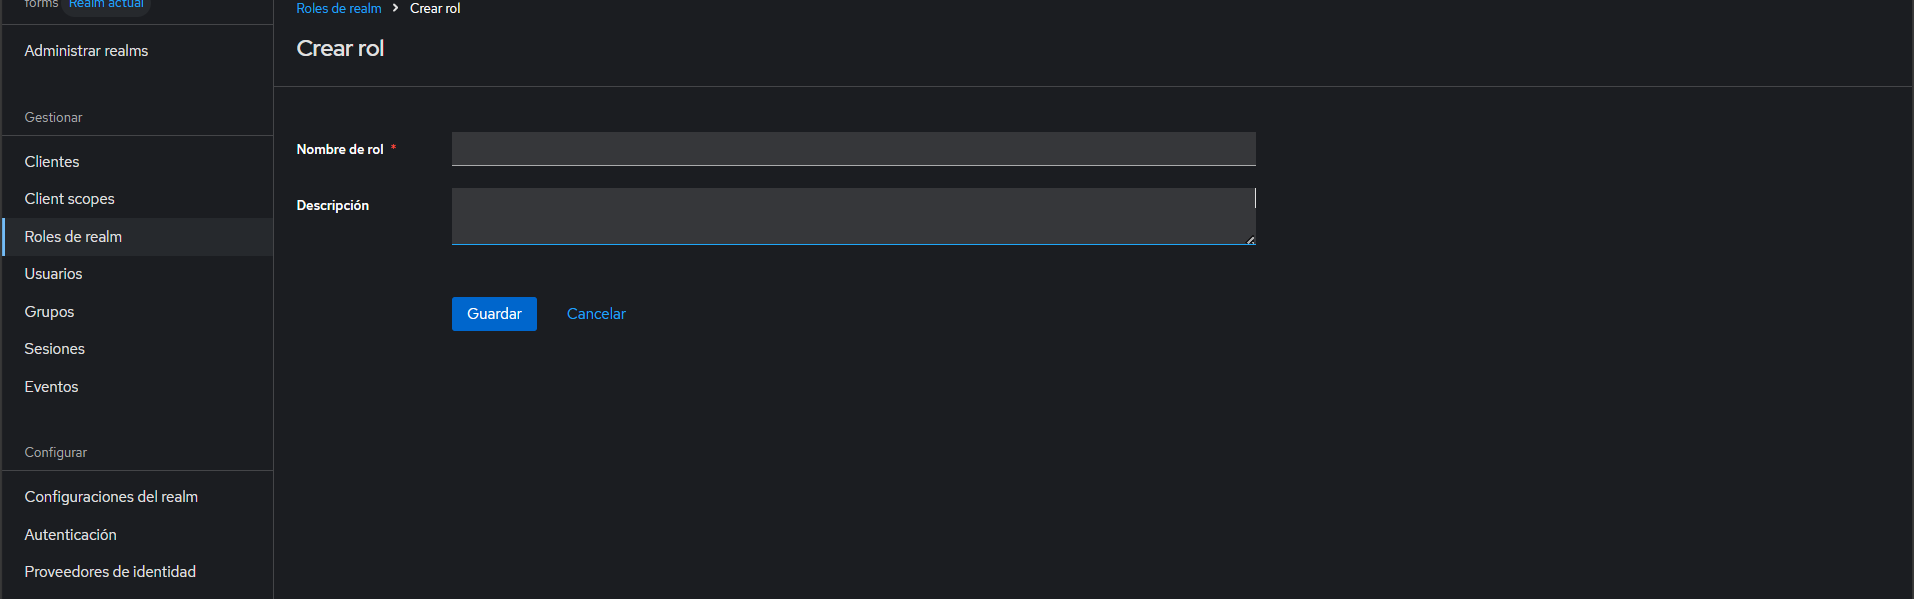 forms Realm actual
Administrar realms
Gestionar
Clientes
Client scopes
Roles de realm
Usuarios
Grupos
Sesiones
Eventos
Configurar
Configuraciones del realm
Autenticación
Proveedores de identidad
Roles de realm > Crear rol
Crear rol
Nombre de rol *
Descripción
Guardar Cancelar